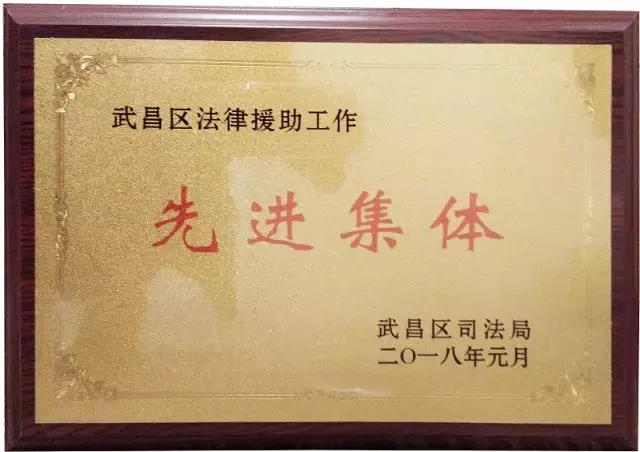 武昌区法律援助工作
先进集体
武昌区司法局
二〇一八年元月